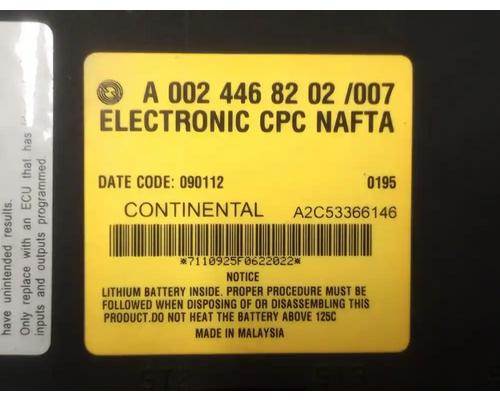 A 002 446 82 02 /007
ELECTRONIC CPC NAFTA
DATE CODE: 090112 0195
CONTINENTAL A2C53366146
*7110925F0622022*
NOTICE
LITHIUM BATTERY INSIDE. PROPER PROCEDURE MUST BE
FOLLOWED WHEN DISPOSING OF OR DISASSEMBLING THIS
PRODUCT.DO NOT HEAT THE BATTERY ABOVE 125C
MADE IN MALAYSIA
have unintended results.
Only replace with an ECU that has
inputs and outputs programmed.